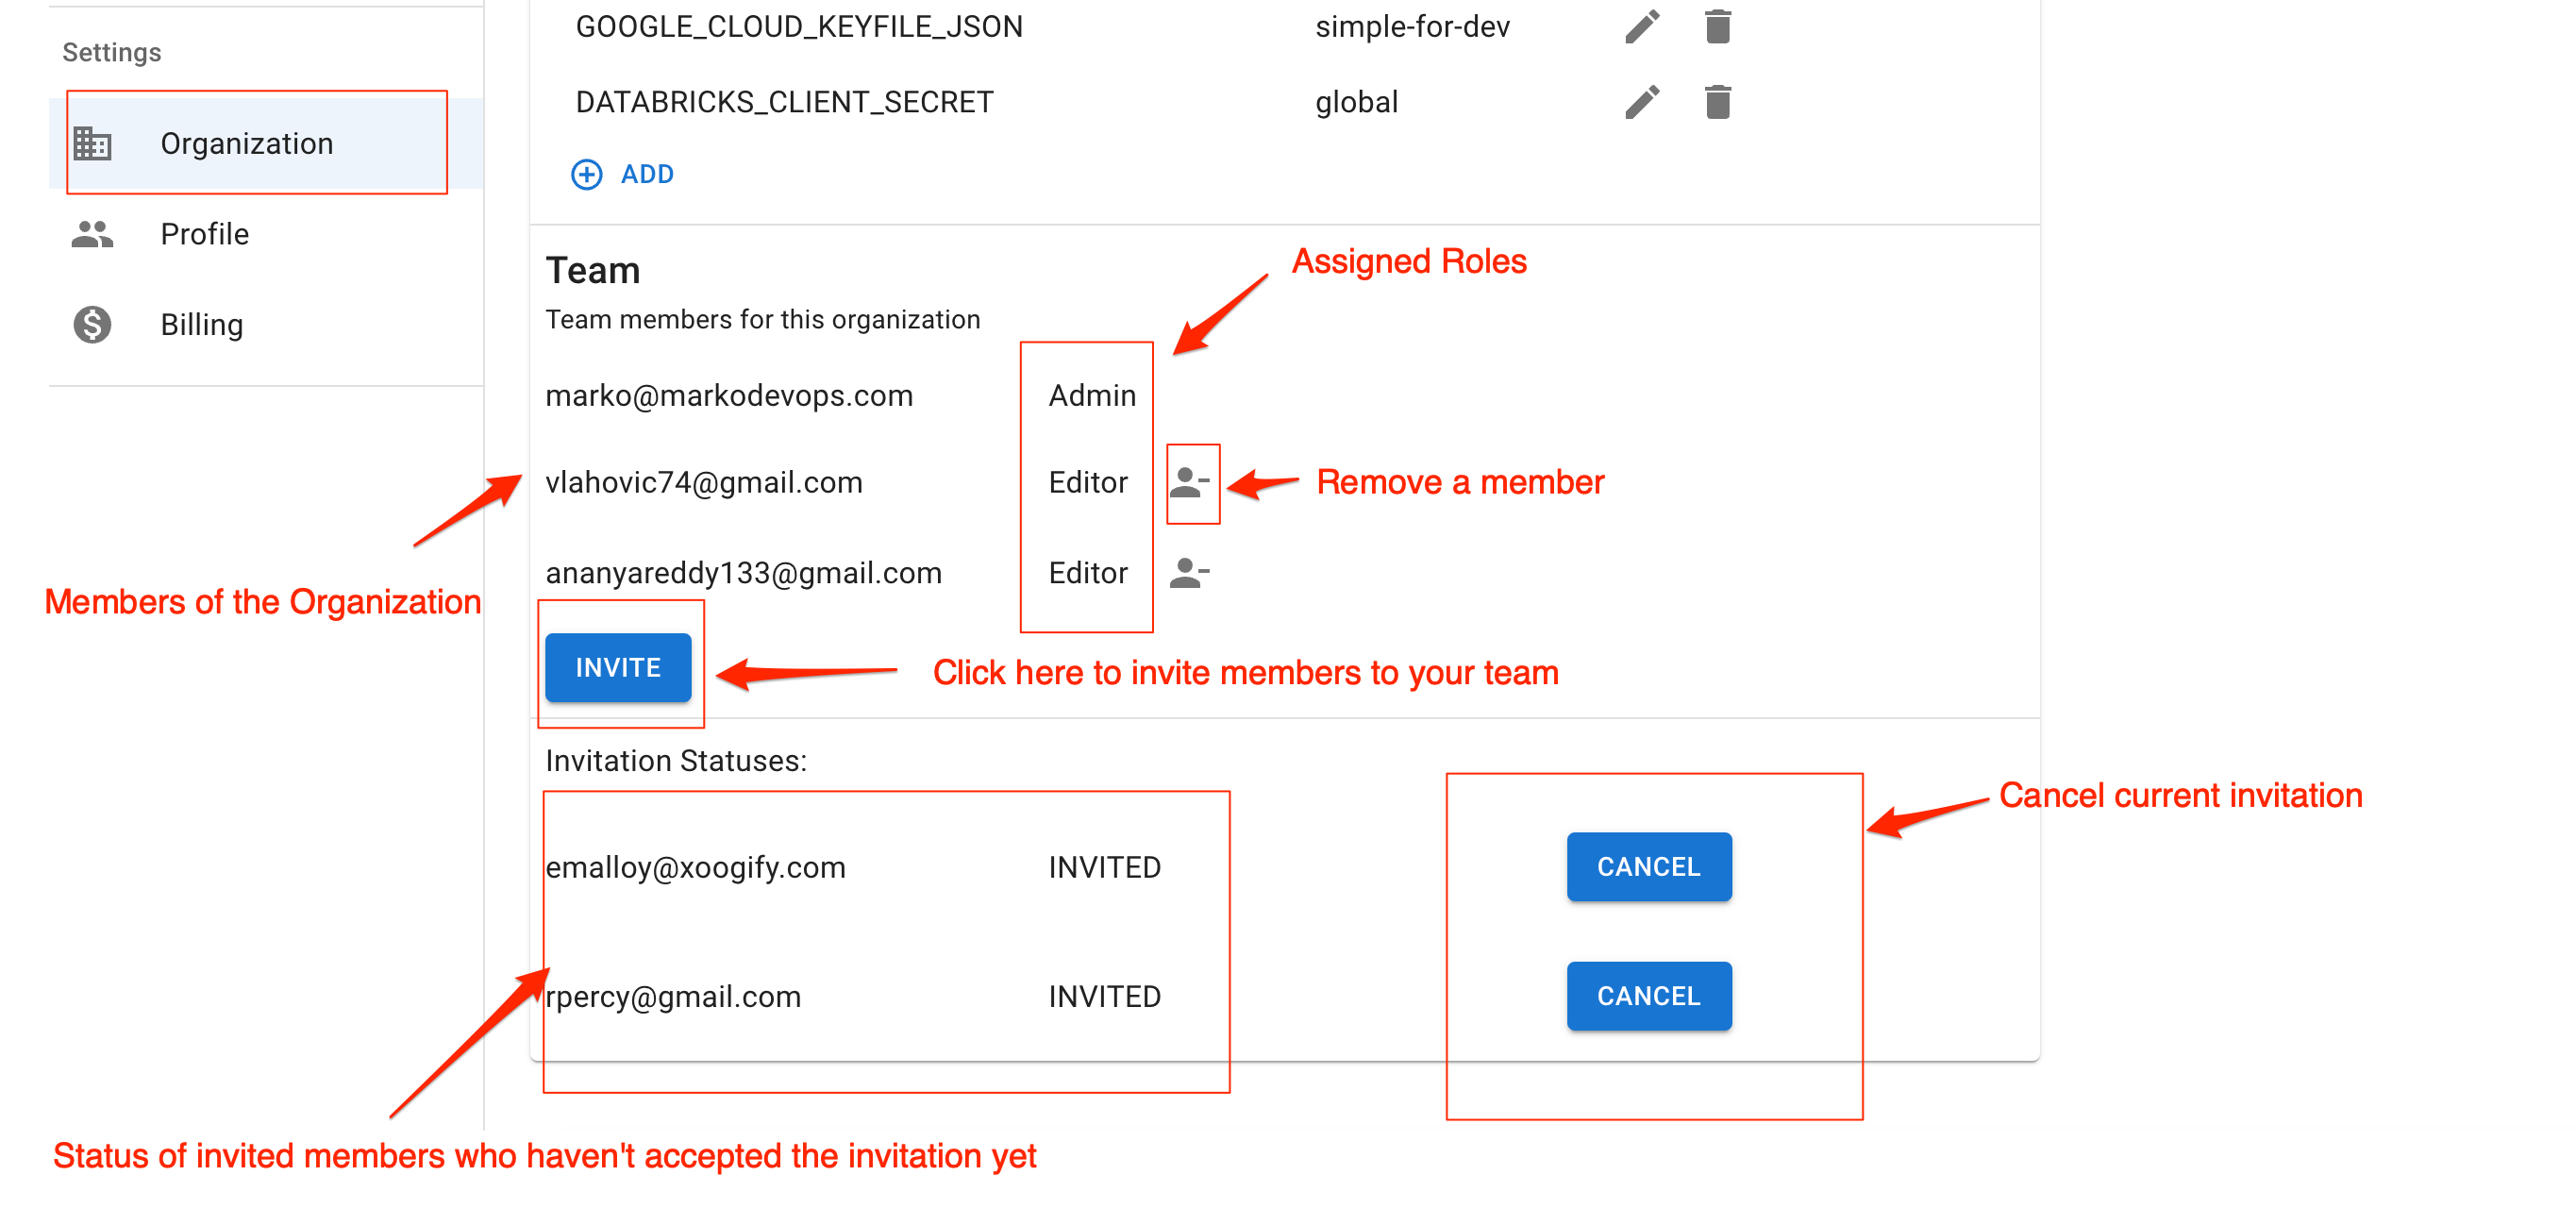 Settings
Organization
Profile
$ Billing
GOOGLE_CLOUD_KEYFILE_JSON simple-for-dev
DATABRICKS_CLIENT_SECRET global
ADD
Team
Assigned Roles
Team members for this organization
marko@markodevops.com Admin
vlahovic74@gmail.com Editor
Remove a member
ananyareddy133@gmail.com Editor
Members of the Organization
INVITE
Click here to invite members to your team
Invitation Statuses:
Cancel current invitation
emalloy@xoogify.com INVITED CANCEL
rpercy@gmail.com INVITED CANCEL
Status of invited members who haven't accepted the invitation yet